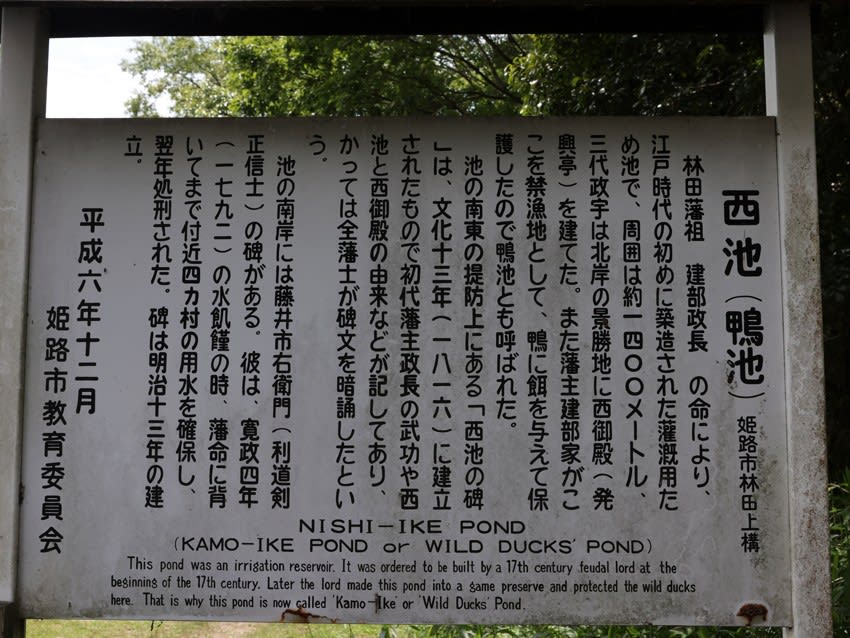 西池（鴨池） 姫路市林田上構
林田藩祖　建部政長　の命により、
江戸時代の初めに築造された灌漑用た
め池で、周囲は約一四〇〇メートル、
三代政宇は北岸の景勝地に西御殿（発
興亭）を建てた。また藩主建部家がこ
こを禁漁地として、鴨に餌を与えて保
護したので鴨池とも呼ばれた。
池の南東の提防上にある「西池の碑
」は、文化十三年（一八一六）に建立
されたもので初代藩主政長の武功や西
池と西御殿の由来などが記してあり、
かっては全藩士が碑文を暗誦したとい
う。
池の南岸には藤井市右衛門（利道剣
正信士）の碑がある。彼は、寛政四年
（一七九二）の水飢饉の時、藩命に背
いてまで付近四カ村の用水を確保し、
翌年処刑された。碑は明治十三年の建
立。
平成六年十二月
姫路市教育委員会
NISHI-IKE POND
(KAMO-IKE POND or WILD DUCKS' POND)
This pond was an irrigation reservoir. It was ordered to be built by a 17th century feudal lord at the
beginning of the 17th century. Later the lord made this pond into a game preserve and protected the wild ducks
here. That is why this pond is now called 'Kamo-Ike' or 'Wild Ducks' Pond.